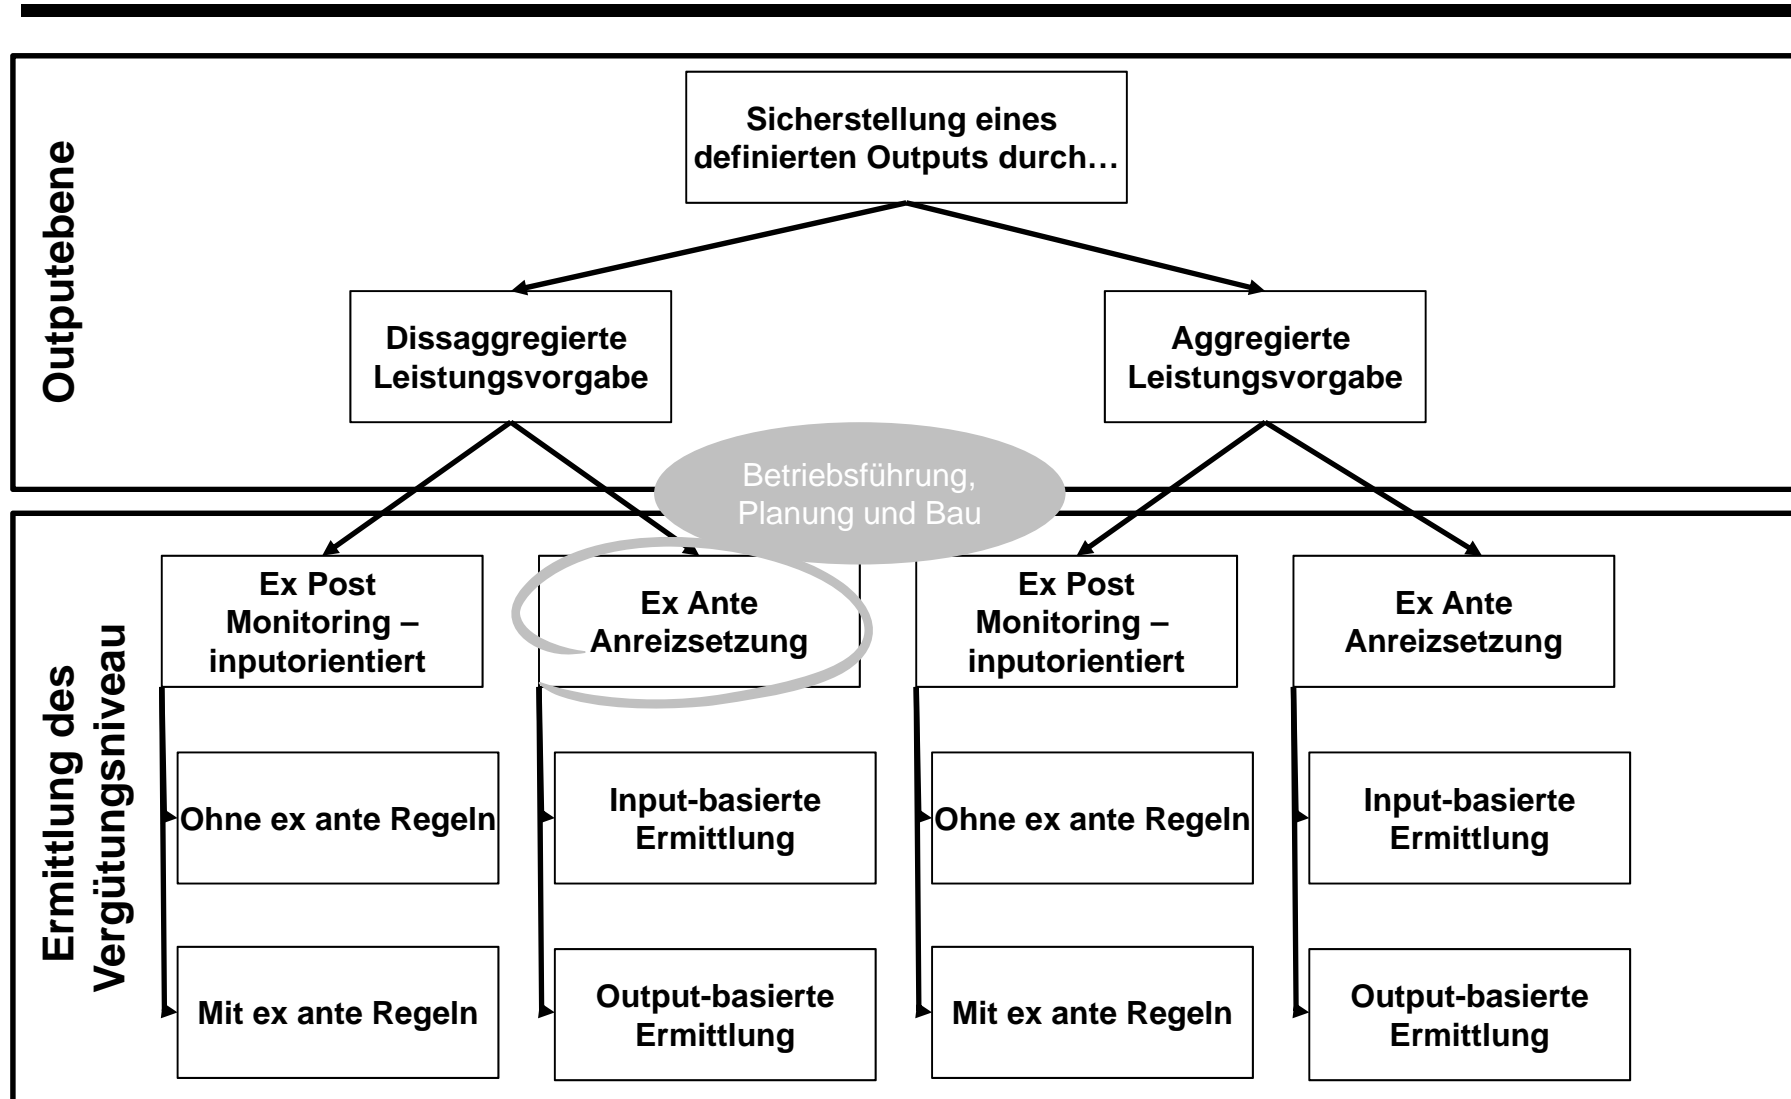 Outputebene
Sicherstellung eines
definierten Outputs durch…
Dissaggregierte
Leistungsvorgabe
Aggregierte
Leistungsvorgabe
Betriebsführung,
Planung und Bau
Ermittlung des
Vergütungsniveau
Ex Post
Monitoring –
inputorientiert
Ex Ante
Anreizsetzung
Ex Post
Monitoring –
inputorientiert
Ex Ante
Anreizsetzung
Ohne ex ante Regeln
Input-basierte
Ermittlung
Ohne ex ante Regeln
Input-basierte
Ermittlung
Mit ex ante Regeln
Output-basierte
Ermittlung
Mit ex ante Regeln
Output-basierte
Ermittlung